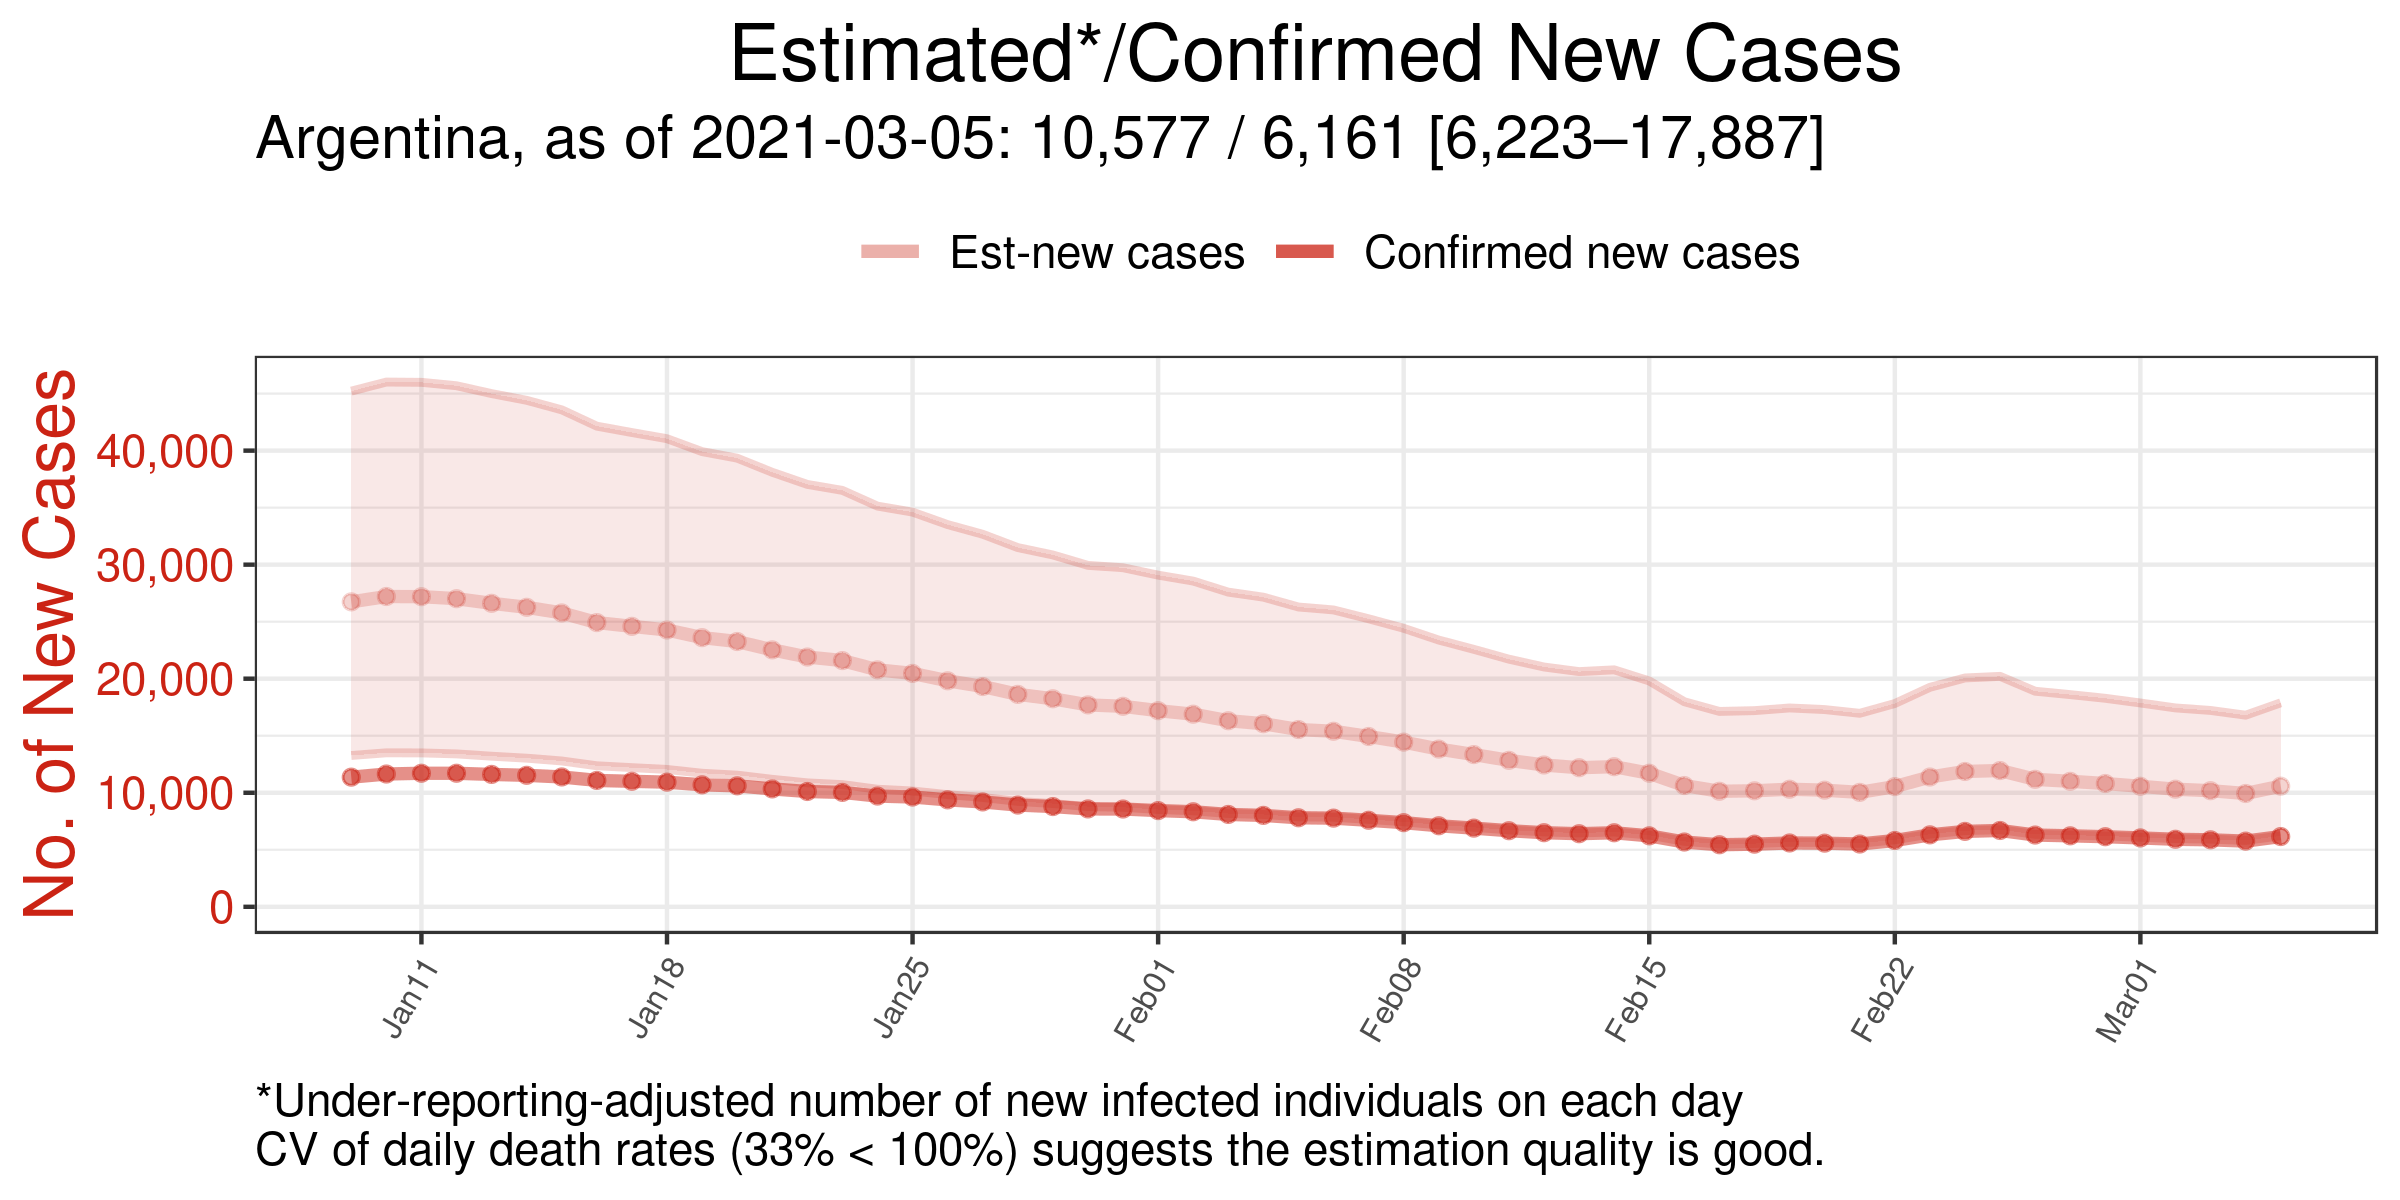 Estimated*/Confirmed New Cases
Argentina, as of 2021-03-05: 10,577 / 6,161 [6,223–17,887]
Est-new cases
Confirmed new cases
No. of New Cases
40,000
30,000
20,000
10,000
0
Jan11
Jan18
Jan25
Feb01
Feb08
Feb15
Feb22
Mar01
*Under-reporting-adjusted number of new infected individuals on each day
CV of daily death rates (33% < 100%) suggests the estimation quality is good.